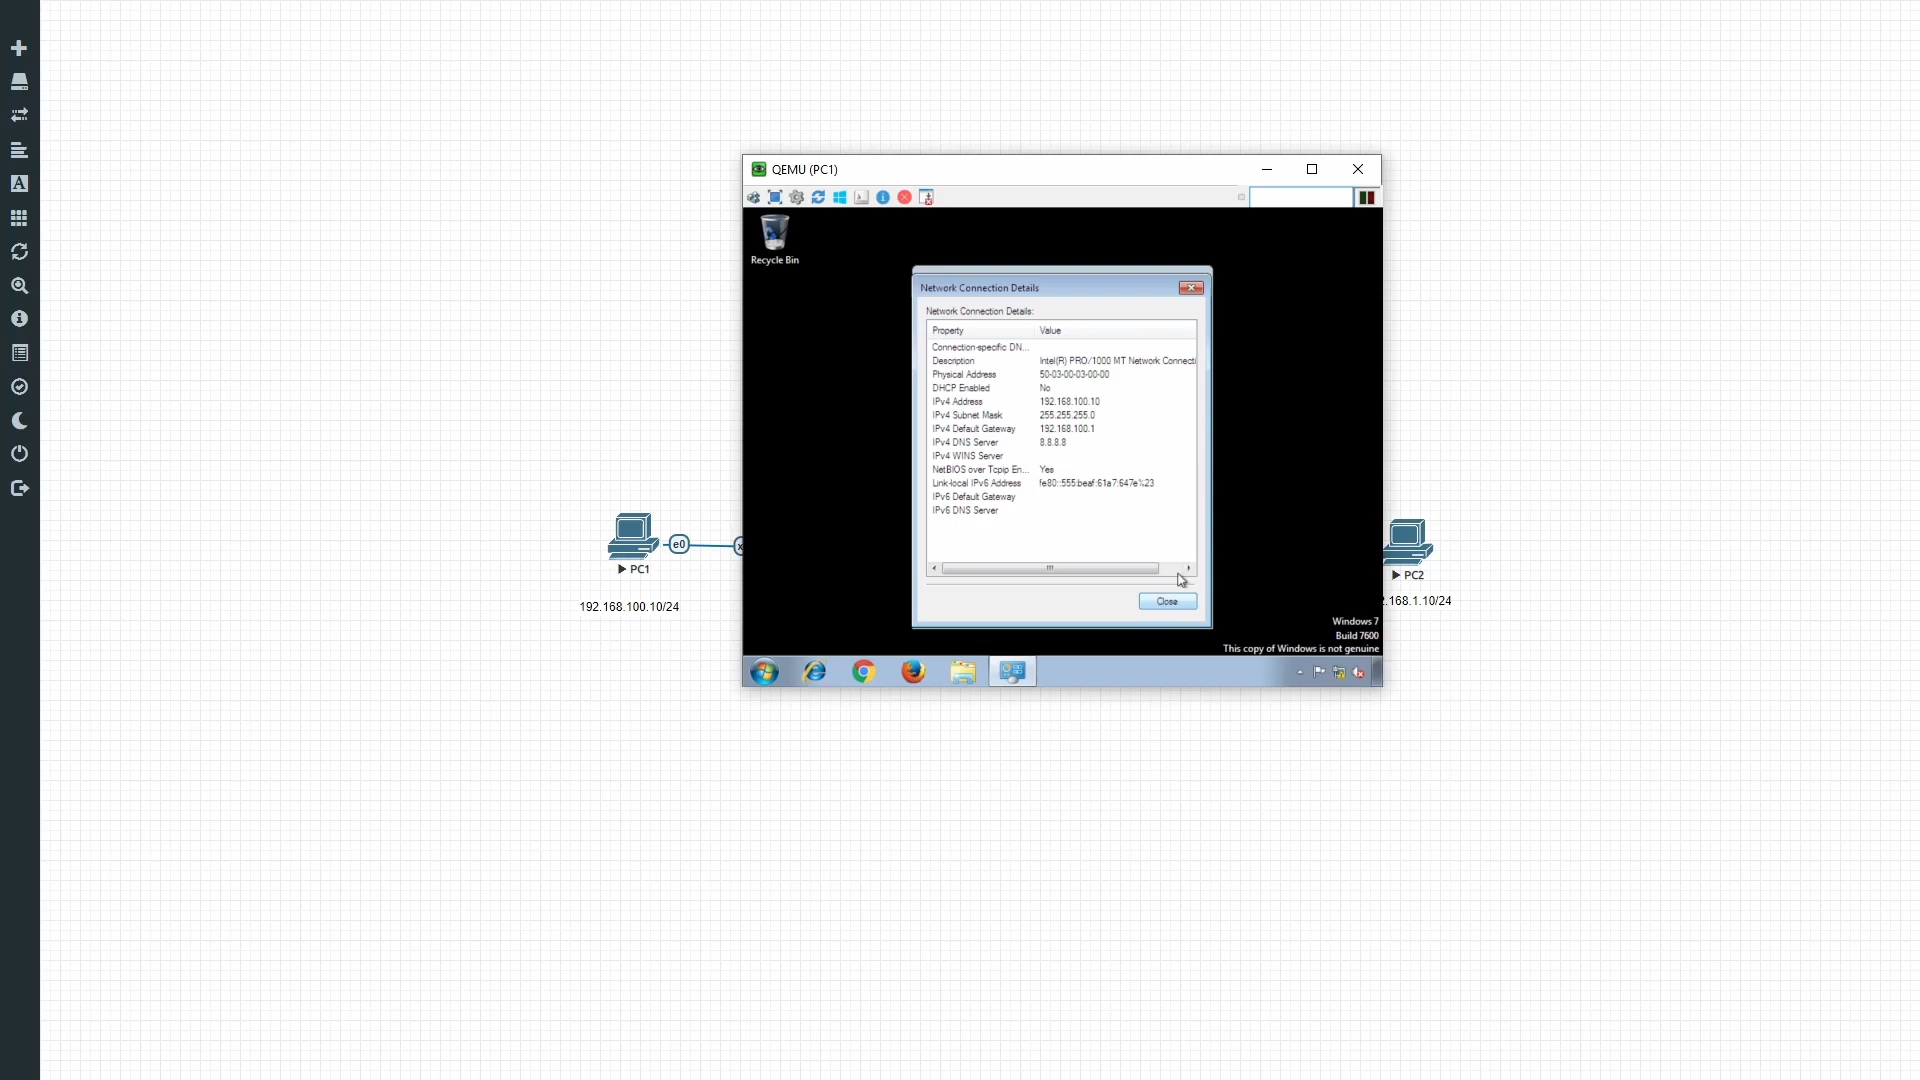 QEMU (PC1)
Recycle Bin
Network Connection Details
Network Connection Details:
Property Value
Connection-specific DN...
Description Intel(R) PRO/1000 MT Network Connecti
Physical Address 50-03-00-03-00-00
DHCP Enabled No
IPv4 Address 192.168.100.10
IPv4 Subnet Mask 255.255.255.0
IPv4 Default Gateway 192.168.100.1
IPv4 DNS Server 8.8.8.8
IPv4 WINS Server
NetBIOS over Tcpip En... Yes
Link-local IPv6 Address fe80::555:beaf:61a7:647e%23
IPv6 Default Gateway
IPv6 DNS Server
Close
e0
PC1
192.168.100.10/24
PC2
.168.1.10/24
Windows 7
Build 7600
This copy of Windows is not genuine